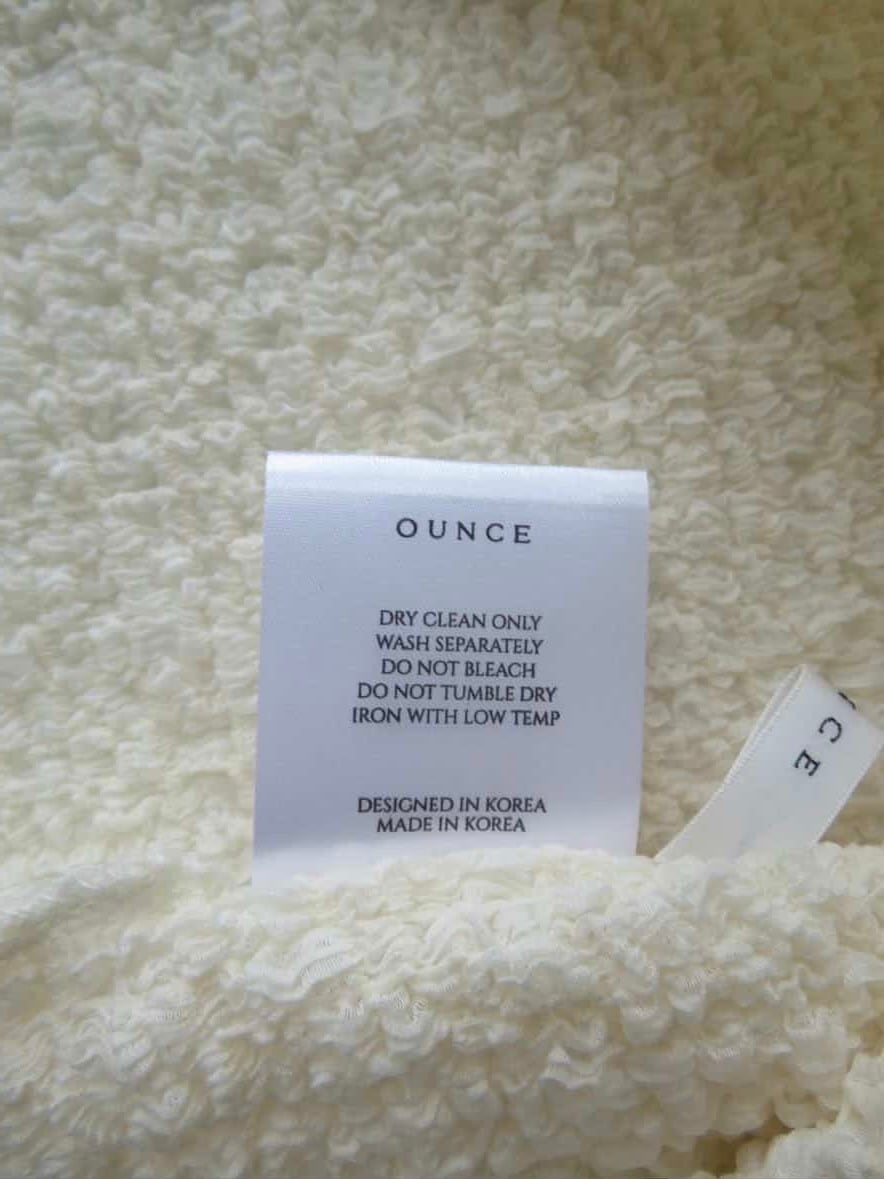 OUNCE
DRY CLEAN ONLY
WASH SEPARATELY
DO NOT BLEACH
DO NOT TUMBLE DRY
IRON WITH LOW TEMP
DESIGNED IN KOREA
MADE IN KOREA